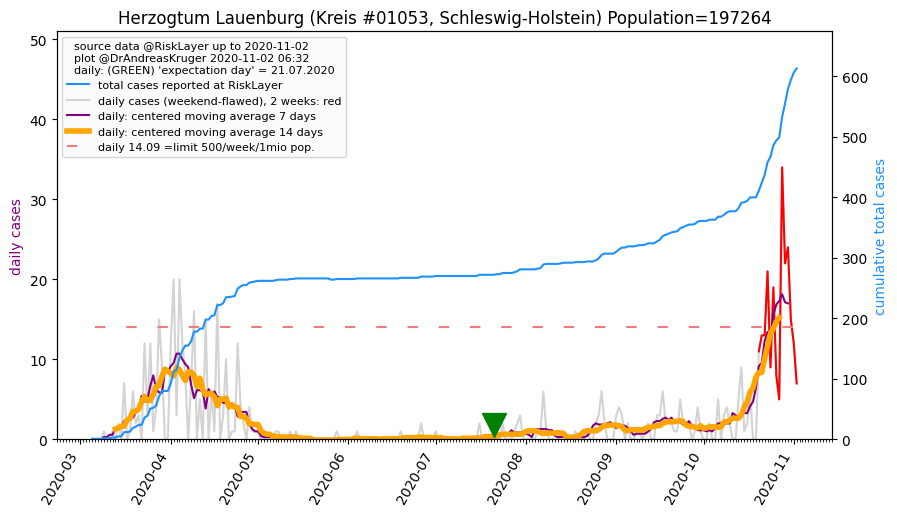 Herzogtum Lauenburg (Kreis #01053, Schleswig-Holstein) Population=197264
source data @RiskLayer up to 2020-11-02
plot @DrAndreasKruger 2020-11-02 06:32
daily: (GREEN) 'expectation day' = 21.07.2020
total cases reported at RiskLayer
daily cases (weekend-flawed), 2 weeks: red
daily: centered moving average 7 days
daily: centered moving average 14 days
daily 14.09 =limit 500/week/1mio pop.
daily cases
50
40
30
20
10
0
cumulative total cases
600
500
400
300
200
100
0
2020-03
2020-04
2020-05
2020-06
2020-07
2020-08
2020-09
2020-10
2020-11